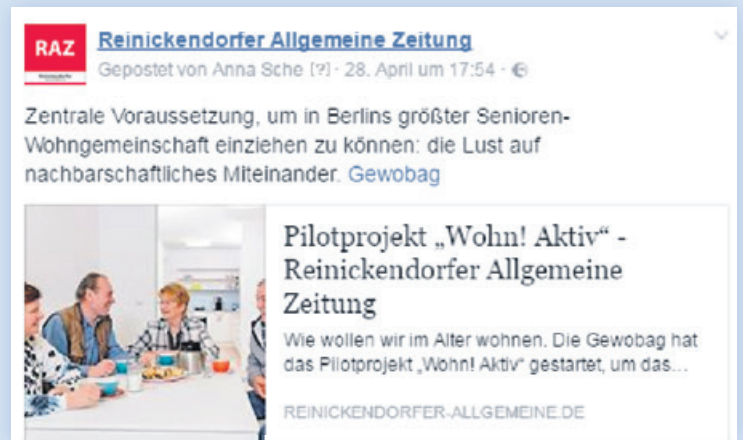 RAZ
Reinickendorfer Allgemeine Zeitung
Gepostet von Anna Sche [?] · 28. April um 17:54 ·
Zentrale Voraussetzung, um in Berlins größter Senioren-
Wohngemeinschaft einziehen zu können: die Lust auf
nachbarschaftliches Miteinander. Gewobag
Pilotprojekt „Wohn! Aktiv“ -
Reinickendorfer Allgemeine
Zeitung
Wie wollen wir im Alter wohnen. Die Gewobag hat
das Pilotprojekt „Wohn! Aktiv“ gestartet, um das...
REINICKENDORFER-ALLGEMEINE.DE